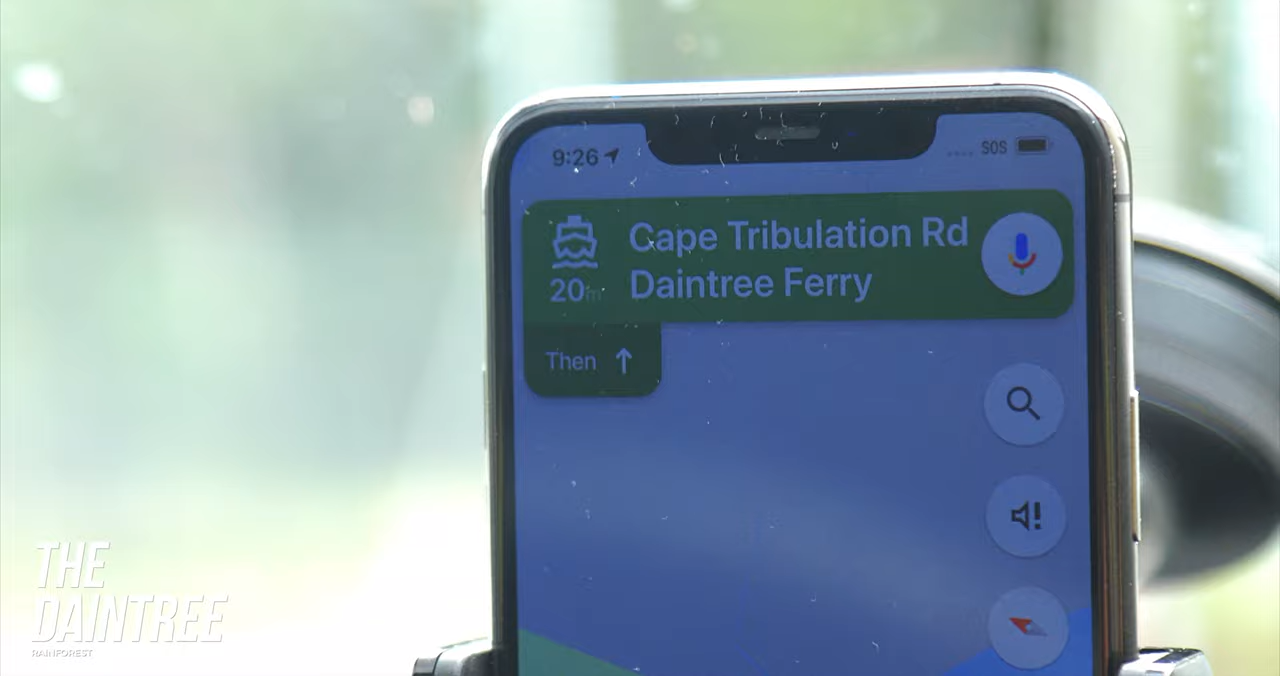 9:26
SOS
Cape Tribulation Rd
Daintree Ferry
20 m
Then
THE
DAINTREE
RAINFOREST